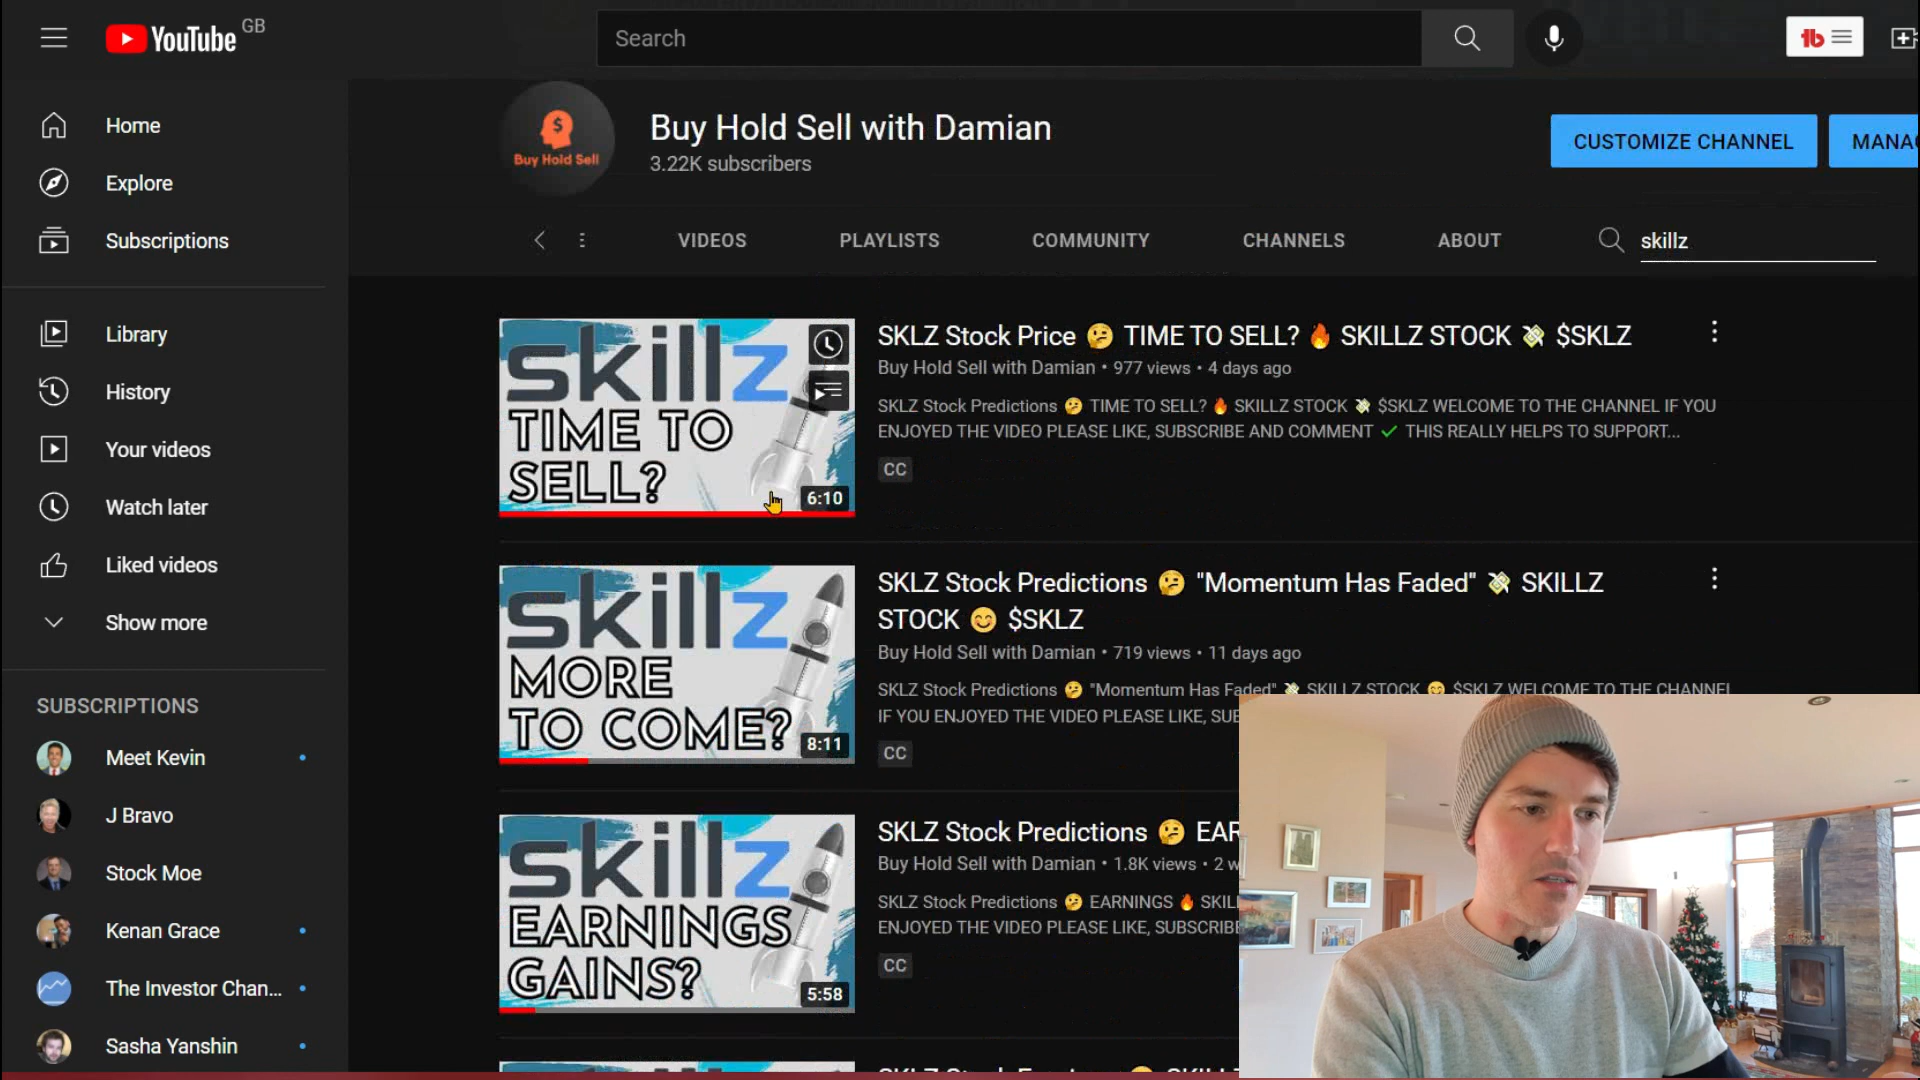 YouTube GB
Search
Home
Explore
Subscriptions
Library
History
Your videos
Watch later
Liked videos
Show more
SUBSCRIPTIONS
Meet Kevin
J Bravo
Stock Moe
Kenan Grace
The Investor Chan...
Sasha Yanshin
Buy Hold Sell
Buy Hold Sell with Damian
3.22K subscribers
CUSTOMIZE CHANNEL
MANA
VIDEOS
PLAYLISTS
COMMUNITY
CHANNELS
ABOUT
skillz
skillz
TIME TO
SELL?
6:10
SKLZ Stock Price 🤔 TIME TO SELL? 🔥 SKILLZ STOCK 💸 $SKLZ
Buy Hold Sell with Damian • 977 views • 4 days ago
SKLZ Stock Predictions 🤔 TIME TO SELL? 🔥 SKILLZ STOCK 💸 $SKLZ WELCOME TO THE CHANNEL IF YOU
ENJOYED THE VIDEO PLEASE LIKE, SUBSCRIBE AND COMMENT ✅ THIS REALLY HELPS TO SUPPORT...
CC
skillz
MORE
TO COME?
8:11
SKLZ Stock Predictions 🤔 "Momentum Has Faded" 💸 SKILLZ
STOCK 😊 $SKLZ
Buy Hold Sell with Damian • 719 views • 11 days ago
SKLZ Stock Predictions 🤔 "Momentum Has Faded" 💸 SKILLZ STOCK 😊 $SKLZ WELCOME TO THE CHANNEL
IF YOU ENJOYED THE VIDEO PLEASE LIKE, SUB
CC
skillz
EARNINGS
GAINS?
5:58
SKLZ Stock Predictions 🤔 EAR
Buy Hold Sell with Damian • 1.8K views • 2 w
SKLZ Stock Predictions 🤔 EARNINGS 🔥 SKIL
ENJOYED THE VIDEO PLEASE LIKE, SUBSCRIBE
CC